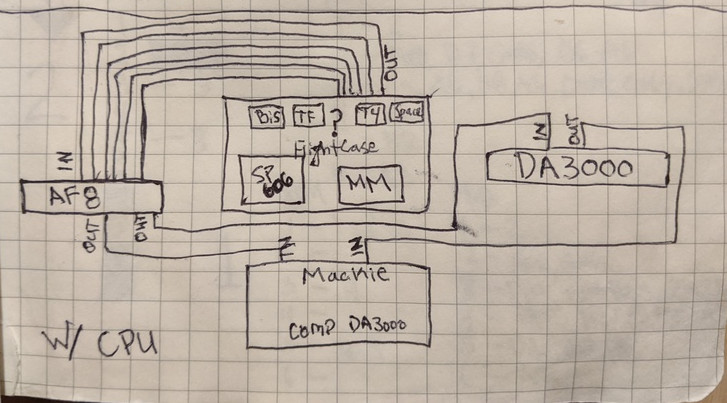 OUT
Bis TF ? T4 Space
Flightcase
SP
606
MM
IN
AF8
OUT
OUT
IN
OUT
DA3000
IN
IN
Mackie
Comp DA3000
W/ CPU